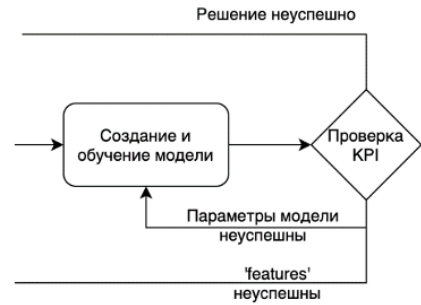 Решение неуспешно
Создание и
обучение модели
Проверка
KPI
Параметры модели
неуспешны
'features'
неуспешны